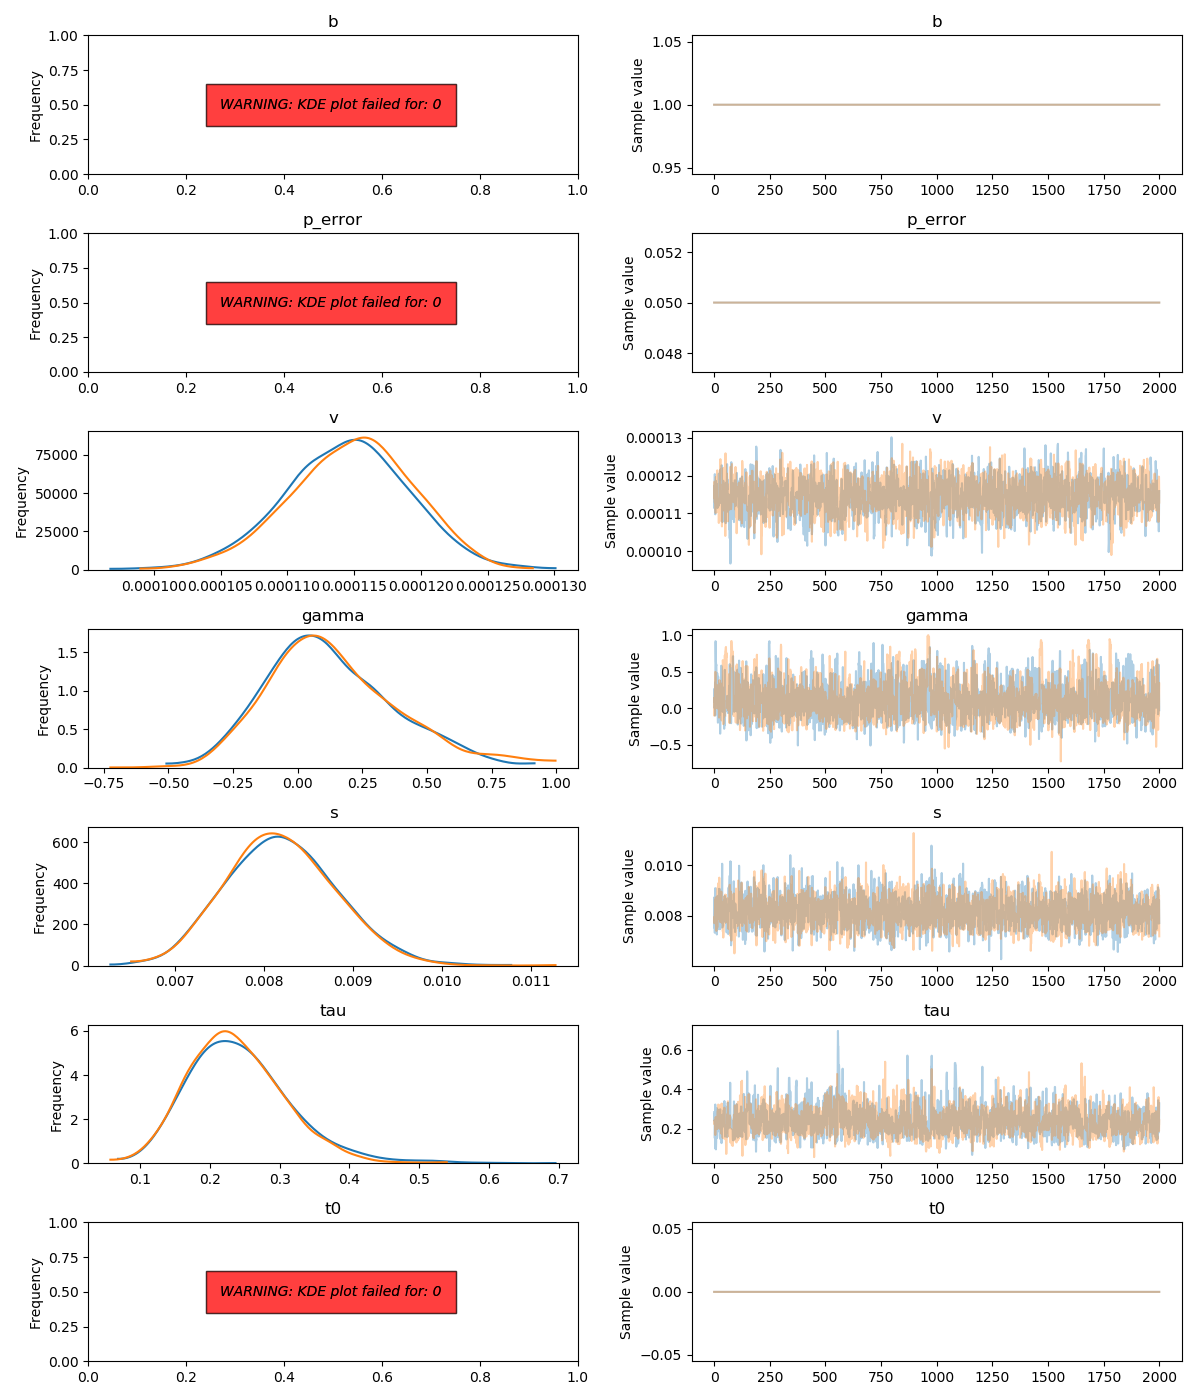 b
Frequency
1.00
0.75
0.50
0.25
0.00
WARNING: KDE plot failed for: 0
0.0 0.2 0.4 0.6 0.8 1.0
b
Sample value
1.05
1.00
0.95
0 250 500 750 1000 1250 1500 1750 2000
p_error
Frequency
1.00
0.75
0.50
0.25
0.00
WARNING: KDE plot failed for: 0
0.0 0.2 0.4 0.6 0.8 1.0
p_error
Sample value
0.052
0.050
0.048
0 250 500 750 1000 1250 1500 1750 2000
v
Frequency
75000
50000
25000
0
0.000100 0.000105 0.000110 0.000115 0.000120 0.000125 0.000130
v
Sample value
0.00013
0.00012
0.00011
0.00010
0 250 500 750 1000 1250 1500 1750 2000
gamma
Frequency
1.5
1.0
0.5
0.0
−0.75 −0.50 −0.25 0.00 0.25 0.50 0.75 1.00
gamma
Sample value
1.0
0.5
0.0
−0.5
0 250 500 750 1000 1250 1500 1750 2000
s
Frequency
600
400
200
0
0.007 0.008 0.009 0.010 0.011
s
Sample value
0.010
0.008
0 250 500 750 1000 1250 1500 1750 2000
tau
Frequency
6
4
2
0
0.1 0.2 0.3 0.4 0.5 0.6 0.7
tau
Sample value
0.6
0.4
0.2
0 250 500 750 1000 1250 1500 1750 2000
t0
Frequency
1.00
0.75
0.50
0.25
0.00
WARNING: KDE plot failed for: 0
0.0 0.2 0.4 0.6 0.8 1.0
t0
Sample value
0.05
0.00
−0.05
0 250 500 750 1000 1250 1500 1750 2000